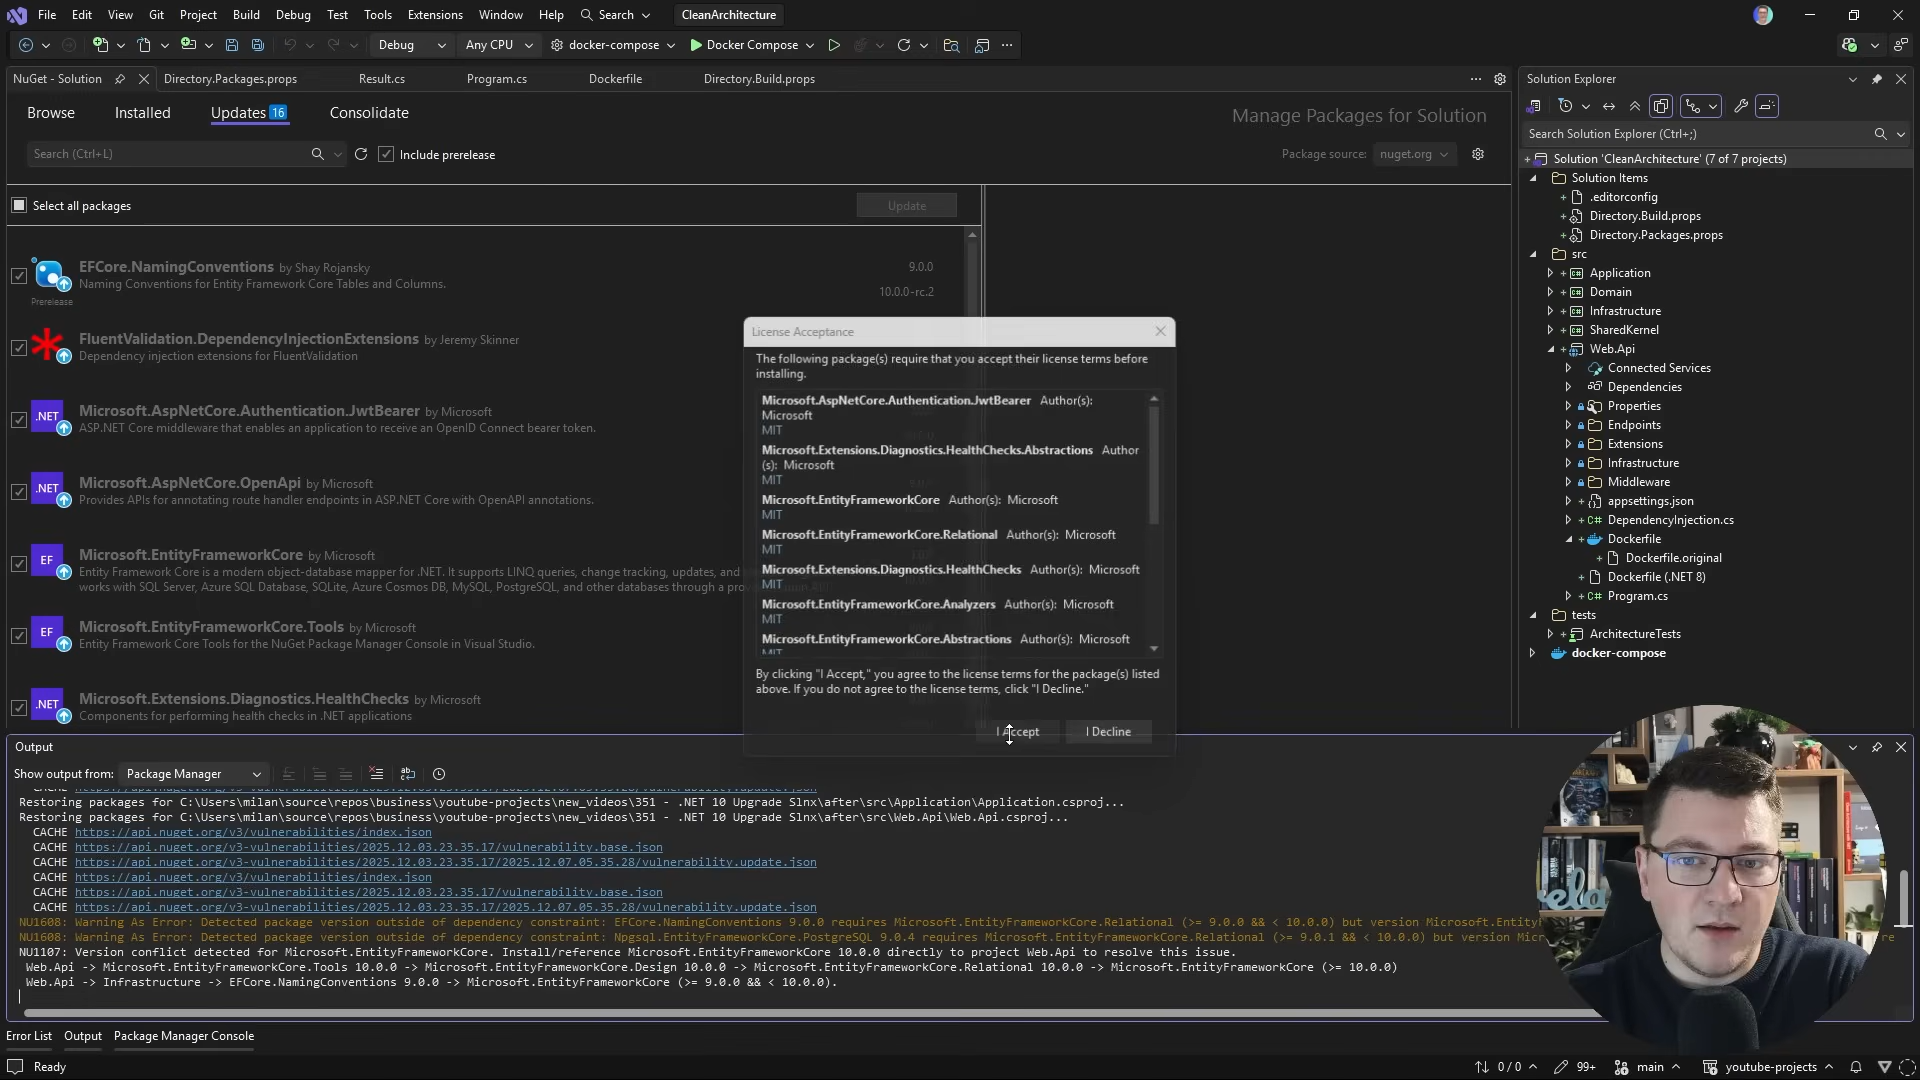 File Edit View Git Project Build Debug Test Tools Extensions Window Help Search CleanArchitecture
Debug Any CPU docker-compose Docker Compose
NuGet - Solution Directory.Packages.props Result.cs Program.cs Dockerfile Directory.Build.props
Browse Installed Updates 16 Consolidate
Manage Packages for Solution
Search (Ctrl+L) Include prerelease Package source: nuget.org
Select all packages Update
EFCore.NamingConventions by Shay Rojansky 9.0.0
Naming Conventions for Entity Framework Core Tables and Columns. 10.0.0-rc.2
Prerelease
FluentValidation.DependencyInjectionExtensions by Jeremy Skinner
Dependency injection extensions for FluentValidation
.NET Microsoft.AspNetCore.Authentication.JwtBearer by Microsoft
ASP.NET Core middleware that enables an application to receive an OpenID Connect bearer token.
.NET Microsoft.AspNetCore.OpenApi by Microsoft
Provides APIs for annotating route handler endpoints in ASP.NET Core with OpenAPI annotations.
EF Microsoft.EntityFrameworkCore by Microsoft
Entity Framework Core is a modern object-database mapper for .NET. It supports LINQ queries, change tracking, updates, and
works with SQL Server, Azure SQL Database, SQLite, Azure Cosmos DB, MySQL, PostgreSQL, and other databases through a
EF Microsoft.EntityFrameworkCore.Tools by Microsoft
Entity Framework Core Tools for the NuGet Package Manager Console in Visual Studio.
.NET Microsoft.Extensions.Diagnostics.HealthChecks by Microsoft
Components for performing health checks in .NET applications
License Acceptance
The following package(s) require that you accept their license terms before
installing.
Microsoft.AspNetCore.Authentication.JwtBearer Author(s):
Microsoft
MIT
Microsoft.Extensions.Diagnostics.HealthChecks.Abstractions Author
(s): Microsoft
MIT
Microsoft.EntityFrameworkCore Author(s): Microsoft
MIT
Microsoft.EntityFrameworkCore.Relational Author(s): Microsoft
MIT
Microsoft.Extensions.Diagnostics.HealthChecks Author(s): Microsoft
MIT
Microsoft.EntityFrameworkCore.Analyzers Author(s): Microsoft
MIT
Microsoft.EntityFrameworkCore.Abstractions Author(s): Microsoft
MIT
By clicking "I Accept," you agree to the license terms for the package(s) listed
above. If you do not agree to the license terms, click "I Decline."
I Accept I Decline
Solution Explorer
Search Solution Explorer (Ctrl+;)
Solution 'CleanArchitecture' (7 of 7 projects)
Solution Items
.editorconfig
Directory.Build.props
Directory.Packages.props
src
Application
Domain
Infrastructure
SharedKernel
Web.Api
Connected Services
Dependencies
Properties
Endpoints
Extensions
Infrastructure
Middleware
appsettings.json
C# DependencyInjection.cs
Dockerfile
Dockerfile.original
Dockerfile (.NET 8)
C# Program.cs
tests
ArchitectureTests
docker-compose
Output
Show output from: Package Manager
CACHE https://api.nuget.org/v3-vulnerabilities/2025.12.03.23.35.17/2025.12.07.05.35.28/vulnerability.update.json
Restoring packages for C:\Users\milan\source\repos\business\youtube-projects\new_videos\351 - .NET 10 Upgrade Slnx\after\src\Application\Application.csproj...
Restoring packages for C:\Users\milan\source\repos\business\youtube-projects\new_videos\351 - .NET 10 Upgrade Slnx\after\src\Web.Api\Web.Api.csproj...
CACHE https://api.nuget.org/v3/vulnerabilities/index.json
CACHE https://api.nuget.org/v3-vulnerabilities/2025.12.03.23.35.17/vulnerability.base.json
CACHE https://api.nuget.org/v3-vulnerabilities/2025.12.03.23.35.17/2025.12.07.05.35.28/vulnerability.update.json
CACHE https://api.nuget.org/v3/vulnerabilities/index.json
CACHE https://api.nuget.org/v3-vulnerabilities/2025.12.03.23.35.17/vulnerability.base.json
CACHE https://api.nuget.org/v3-vulnerabilities/2025.12.03.23.35.17/2025.12.07.05.35.28/vulnerability.update.json
NU1608: Warning As Error: Detected package version outside of dependency constraint: EFCore.NamingConventions 9.0.0 requires Microsoft.EntityFrameworkCore.Relational (>= 9.0.0 && < 10.0.0) but version Microsoft.Entity
NU1608: Warning As Error: Detected package version outside of dependency constraint: Npgsql.EntityFrameworkCore.PostgreSQL 9.0.4 requires Microsoft.EntityFrameworkCore.Relational (>= 9.0.1 && < 10.0.0) but version Micr
NU1107: Version conflict detected for Microsoft.EntityFrameworkCore. Install/reference Microsoft.EntityFrameworkCore 10.0.0 directly to project Web.Api to resolve this issue.
Web.Api -> Microsoft.EntityFrameworkCore.Tools 10.0.0 -> Microsoft.EntityFrameworkCore.Design 10.0.0 -> Microsoft.EntityFrameworkCore.Relational 10.0.0 -> Microsoft.EntityFrameworkCore (>= 10.0.0)
Web.Api -> Infrastructure -> EFCore.NamingConventions 9.0.0 -> Microsoft.EntityFrameworkCore (>= 9.0.0 && < 10.0.0).
Error List Output Package Manager Console
Ready 0 / 0 99+ main youtube-projects